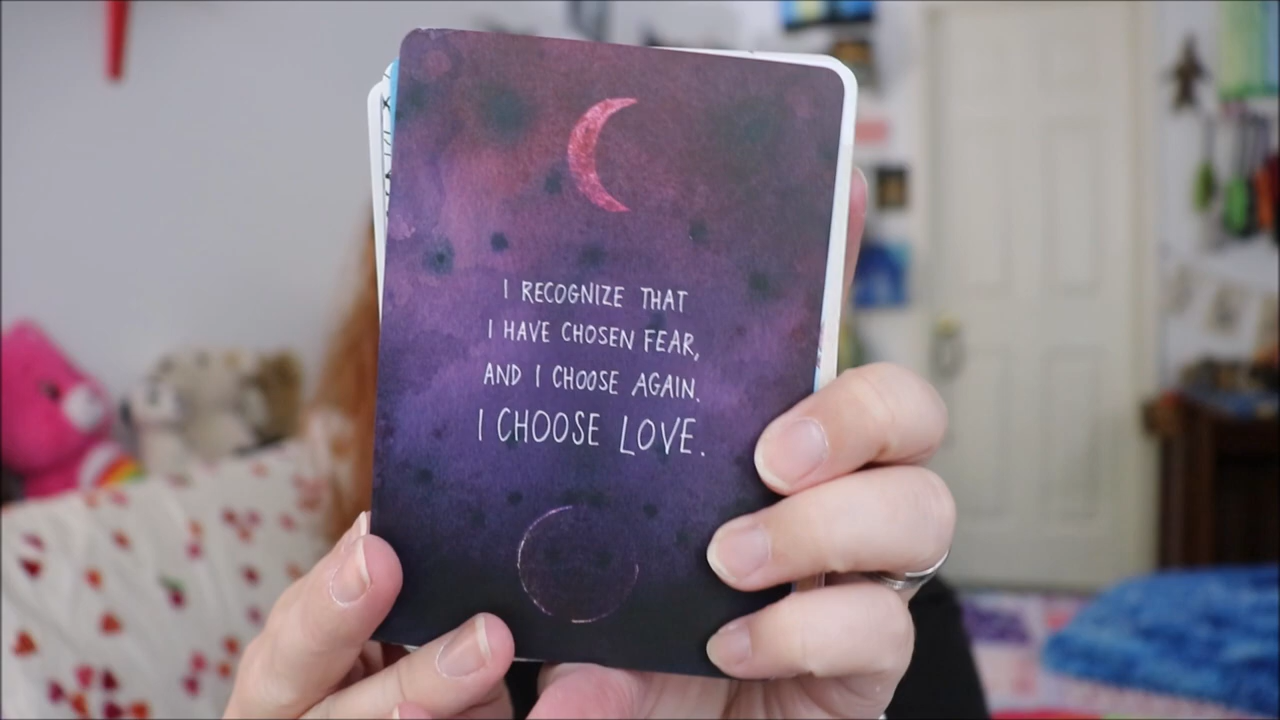 I RECOGNIZE THAT
I HAVE CHOSEN FEAR,
AND I CHOOSE AGAIN.
I CHOOSE LOVE.